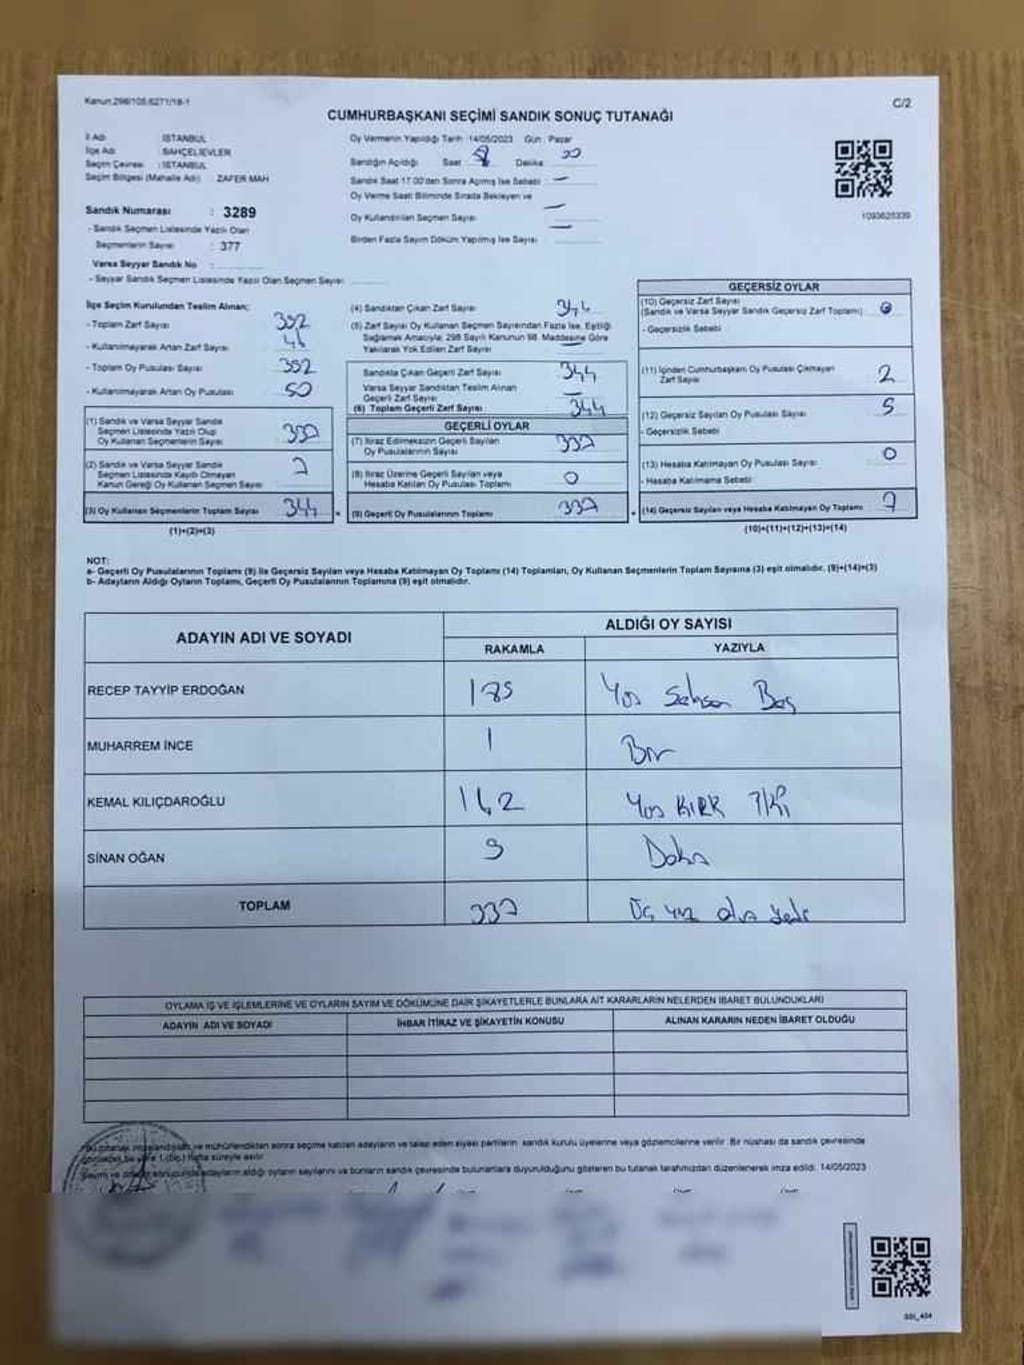 Kanun:298/105,6271/18-1
C/2
CUMHURBAŞKANI SEÇİMİ SANDIK SONUÇ TUTANAĞI
İl Adı : İSTANBUL
İlçe Adı : BAHÇELİEVLER
Seçim Çevresi : İSTANBUL
Seçim Bölgesi (Mahalle Adı) : ZAFER MAH
Sandık Numarası : 3289
- Sandık Seçmen Listesinde Yazılı Olan
Seçmenlerin Sayısı : 377
Varsa Seyyar Sandık No :
- Seyyar Sandık Seçmen Listesinde Yazılı Olan Seçmen Sayısı
Oy Vermenin Yapıldığı Tarih :14/05/2023 Gün : Pazar
Sandığın Açıldığı Saat Dakika
Sandık Saat 17.00'dan Sonra Açılmış İse Sebebi —
Oy Verme Saati Bitiminde Sırada Bekleyen ve
Oy Kullandırılan Seçmen Sayısı —
Birden Fazla Sayım Döküm Yapılmış İse Sayısı —
1093625339
İlçe Seçim Kurulundan Teslim Alınan;
- Toplam Zarf Sayısı 392
- Kullanılmayarak Artan Zarf Sayısı
- Toplam Oy Pusulası Sayısı 392
- Kullanılmayarak Artan Oy Pusulası 50
(1) Sandık ve Varsa Seyyar Sandık
Seçmen Listesinde Yazılı Olup
Oy Kullanan Seçmenlerin Sayısı 337
(2) Sandık ve Varsa Seyyar Sandık
Seçmen Listesinde Kaydı Olmayan
Kanun Gereği Oy Kullanan Seçmen Sayısı 7
(3) Oy Kullanan Seçmenlerin Toplam Sayısı 344
(1)+(2)=(3)
(4) Sandıktan Çıkan Zarf Sayısı 344
(5) Zarf Sayısı Oy Kullanan Seçmen Sayısından Fazla İse, Eşitliği
Sağlamak Amacıyla; 298 Sayılı Kanunun 98. Maddesine Göre
Yakılarak Yok Edilen Zarf Sayısı —
Sandıkta Çıkan Geçerli Zarf Sayısı 344
Varsa Seyyar Sandıktan Teslim Alınan
Geçerli Zarf Sayısı —
(6) Toplam Geçerli Zarf Sayısı 344
GEÇERLİ OYLAR
(7) İtiraz Edilmeksizin Geçerli Sayılan
Oy Pusulalarının Sayısı 337
(8) İtiraz Üzerine Geçerli Sayılan veya
Hesaba Katılan Oy Pusulası Toplamı 0
(9) Geçerli Oy Pusulalarının Toplamı 337
GEÇERSİZ OYLAR
(10) Geçersiz Zarf Sayısı
(Sandık ve Varsa Seyyar Sandık Geçersiz Zarf Toplamı) 0
- Geçersizlik Sebebi
(11) İçinden Cumhurbaşkanı Oy Pusulası Çıkmayan
Zarf Sayısı 2
(12) Geçersiz Sayılan Oy Pusulası Sayısı 5
- Geçersizlik Sebebi
(13) Hesaba Katılmayan Oy Pusulası Sayısı 0
- Hesaba Katılmama Sebebi
(14) Geçersiz Sayılan veya Hesaba Katılmayan Oy Toplamı 7
(10)+(11)+(12)+(13)=(14)
NOT:
a- Geçerli Oy Pusulalarının Toplamı (9) ile Geçersiz Sayılan veya Hesaba Katılmayan Oy Toplamı (14) Toplamları, Oy Kullanan Seçmenlerin Toplam Sayısına (3) eşit olmalıdır. (9)+(14)=(3)
b- Adayların Aldığı Oyların Toplamı, Geçerli Oy Pusulalarının Toplamına (9) eşit olmalıdır.
ADAYIN ADI VE SOYADI
ALDIĞI OY SAYISI
RAKAMLA YAZIYLA
RECEP TAYYİP ERDOĞAN 185 Yüz Seksen Beş
MUHARREM İNCE 1 Bir
KEMAL KILIÇDAROĞLU 142 Yüz KIRK İKİ
SİNAN OĞAN 9 Dokuz
TOPLAM 337 Üç yüz otuz yedi
OYLAMA İŞ VE İŞLEMLERİNE VE OYLARIN SAYIM VE DÖKÜMÜNE DAİR ŞİKAYETLERLE BUNLARA AİT KARARLARIN NELERDEN İBARET BULUNDUKLARI
ADAYIN ADI VE SOYADI İHBAR İTİRAZ VE ŞİKAYETİN KONUSU ALINAN KARARIN NEDEN İBARET OLDUĞU
ve mühürlendikten sonra seçime katılan adayların ve talep eden siyasi partilerin sandık kurulu üyelerine veya gözlemcilerine verilir. Bir nüshası da sandık çevresinde
1 (bir) hafta süreyle asılır.
adayların aldığı oyların sayılarını ve bunların sandık çevresinde bulunanlara duyurulduğunu gösteren bu tutanak tarafımızdan düzenlenerek imza edildi. 14/05/2023